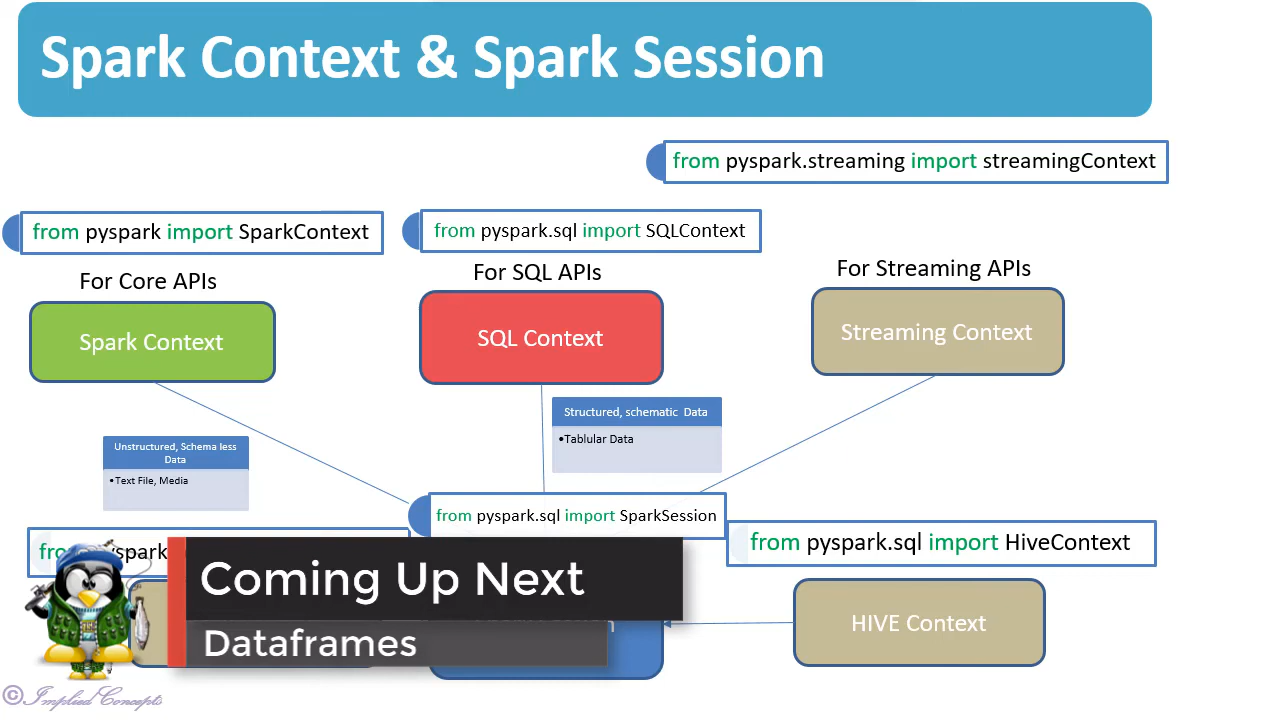 Spark Context & Spark Session
from pyspark.streaming import streamingContext
from pyspark import SparkContext
from pyspark.sql import SQLContext
For Core APIs
For SQL APIs
For Streaming APIs
Spark Context
SQL Context
Streaming Context
Unstructured, Schema less
Data
•Text File, Media
Structured, schematic Data
•Tablular Data
from pyspark.sql import SparkSession
from pyspark.sql import HiveContext
HIVE Context
Coming Up Next
Dataframes
© Implied Concepts